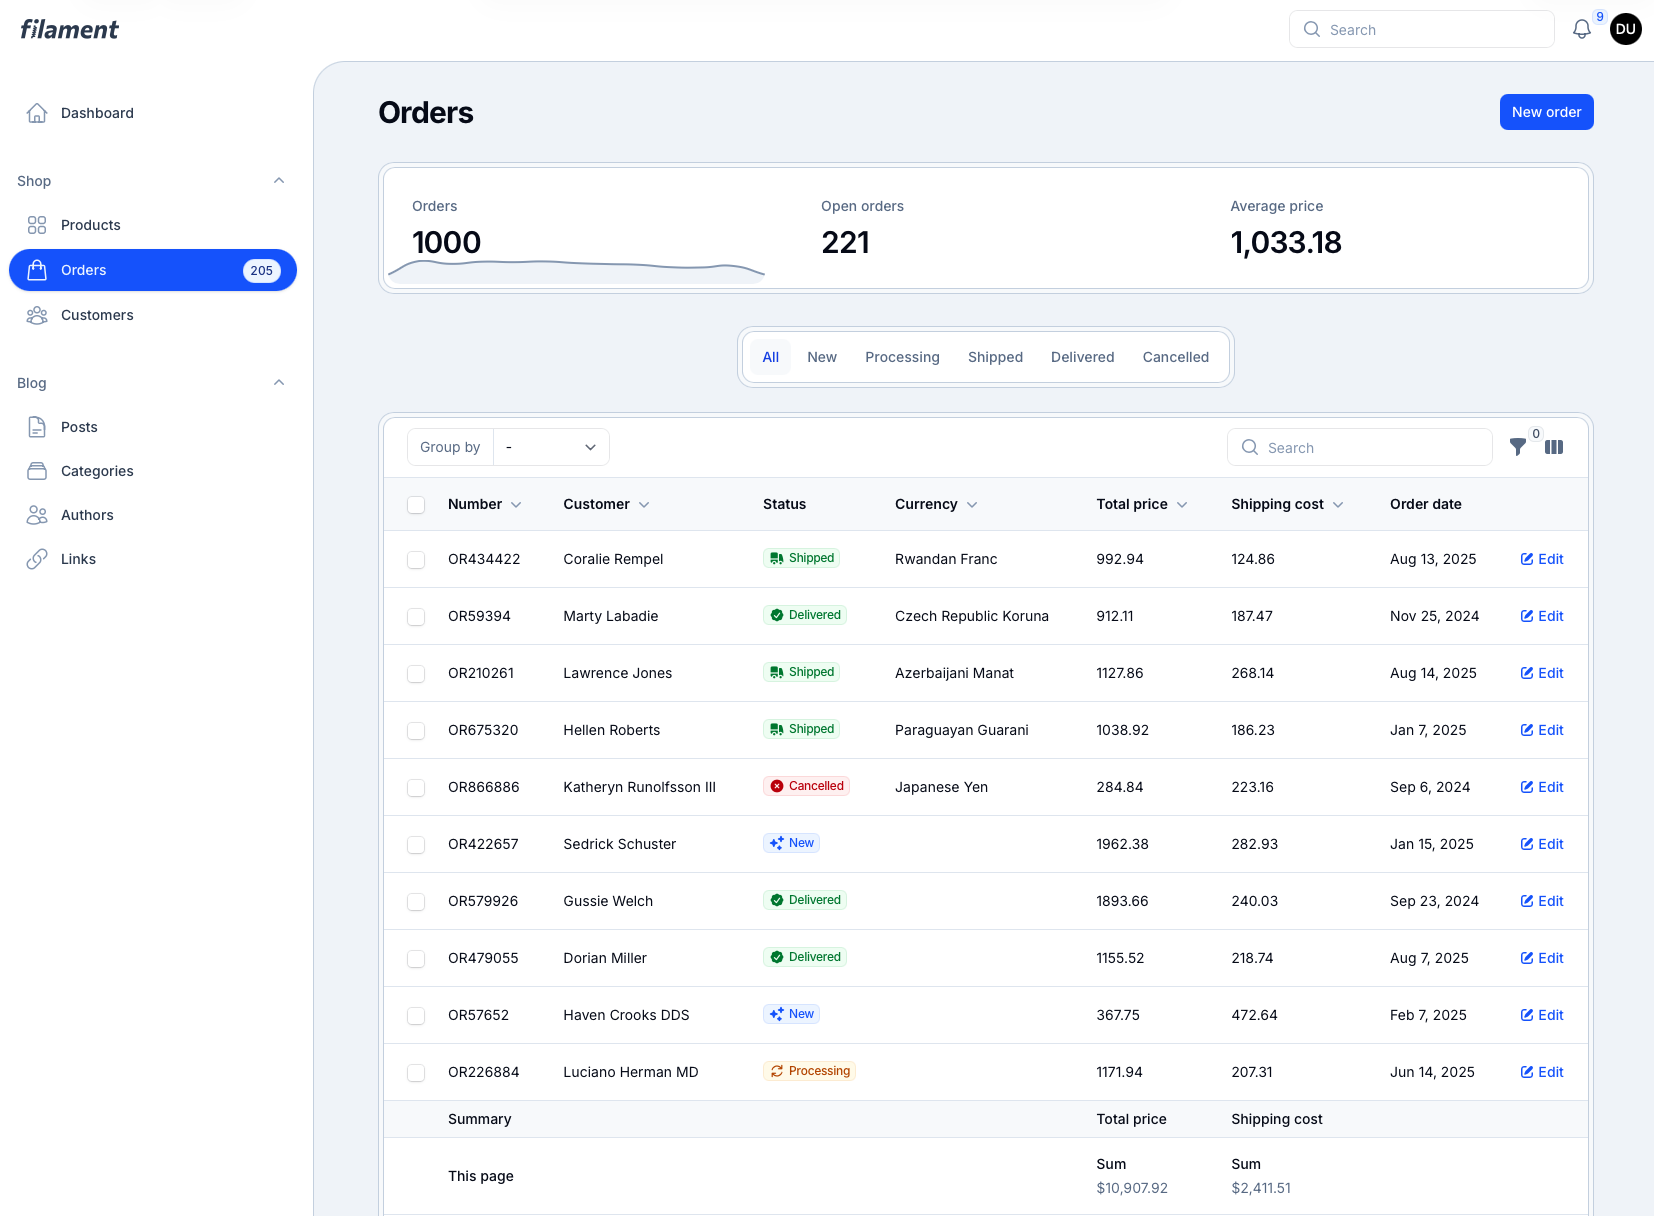 filament
Search
9
DU
Dashboard
Shop
Products
Orders 205
Customers
Blog
Posts
Categories
Authors
Links
Orders
New order
Orders
1000
Open orders
221
Average price
1,033.18
All New Processing Shipped Delivered Cancelled
Group by -
Search
0
Number Customer Status Currency Total price Shipping cost Order date
OR434422 Coralie Rempel Shipped Rwandan Franc 992.94 124.86 Aug 13, 2025 Edit
OR59394 Marty Labadie Delivered Czech Republic Koruna 912.11 187.47 Nov 25, 2024 Edit
OR210261 Lawrence Jones Shipped Azerbaijani Manat 1127.86 268.14 Aug 14, 2025 Edit
OR675320 Hellen Roberts Shipped Paraguayan Guarani 1038.92 186.23 Jan 7, 2025 Edit
OR866886 Katheryn Runolfsson III Cancelled Japanese Yen 284.84 223.16 Sep 6, 2024 Edit
OR422657 Sedrick Schuster New 1962.38 282.93 Jan 15, 2025 Edit
OR579926 Gussie Welch Delivered 1893.66 240.03 Sep 23, 2024 Edit
OR479055 Dorian Miller Delivered 1155.52 218.74 Aug 7, 2025 Edit
OR57652 Haven Crooks DDS New 367.75 472.64 Feb 7, 2025 Edit
OR226884 Luciano Herman MD Processing 1171.94 207.31 Jun 14, 2025 Edit
Summary Total price Shipping cost
This page
Sum Sum
$10,907.92 $2,411.51